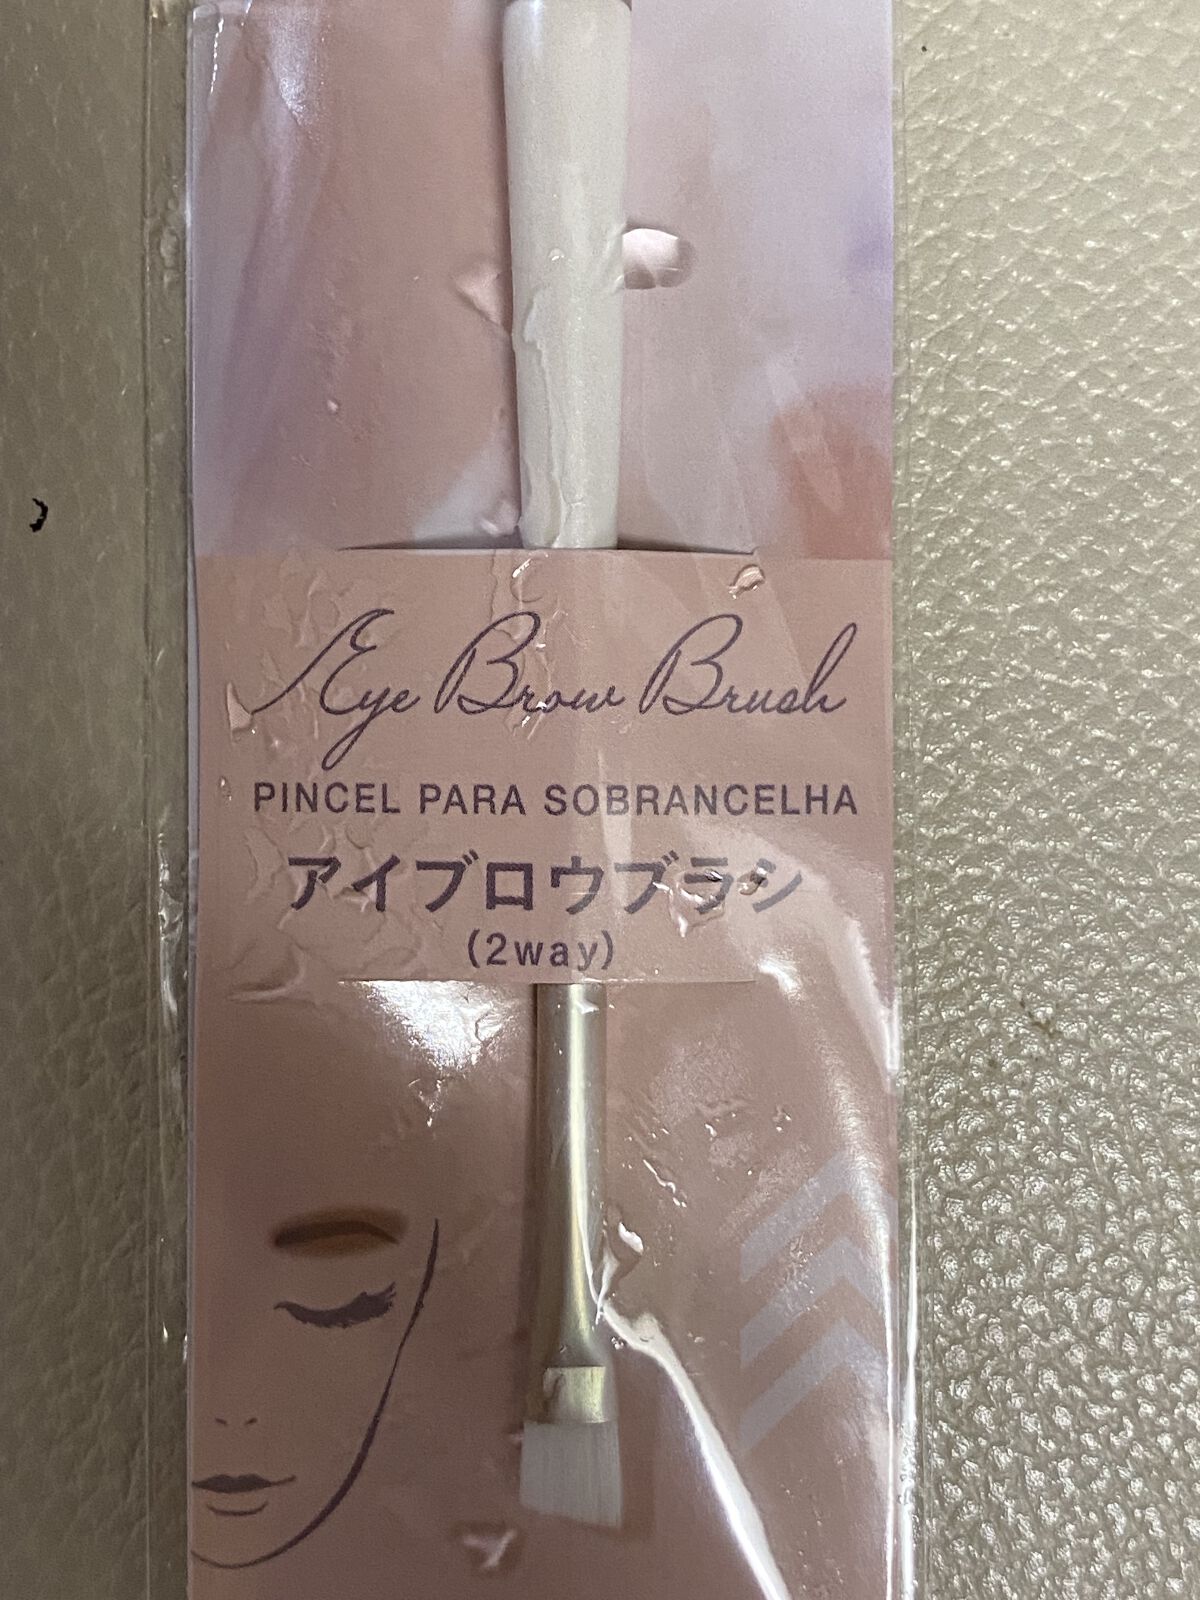 Eye Brow Brush
PINCEL PARA SOBRANCELHA
アイブロウブラシ
(2way)